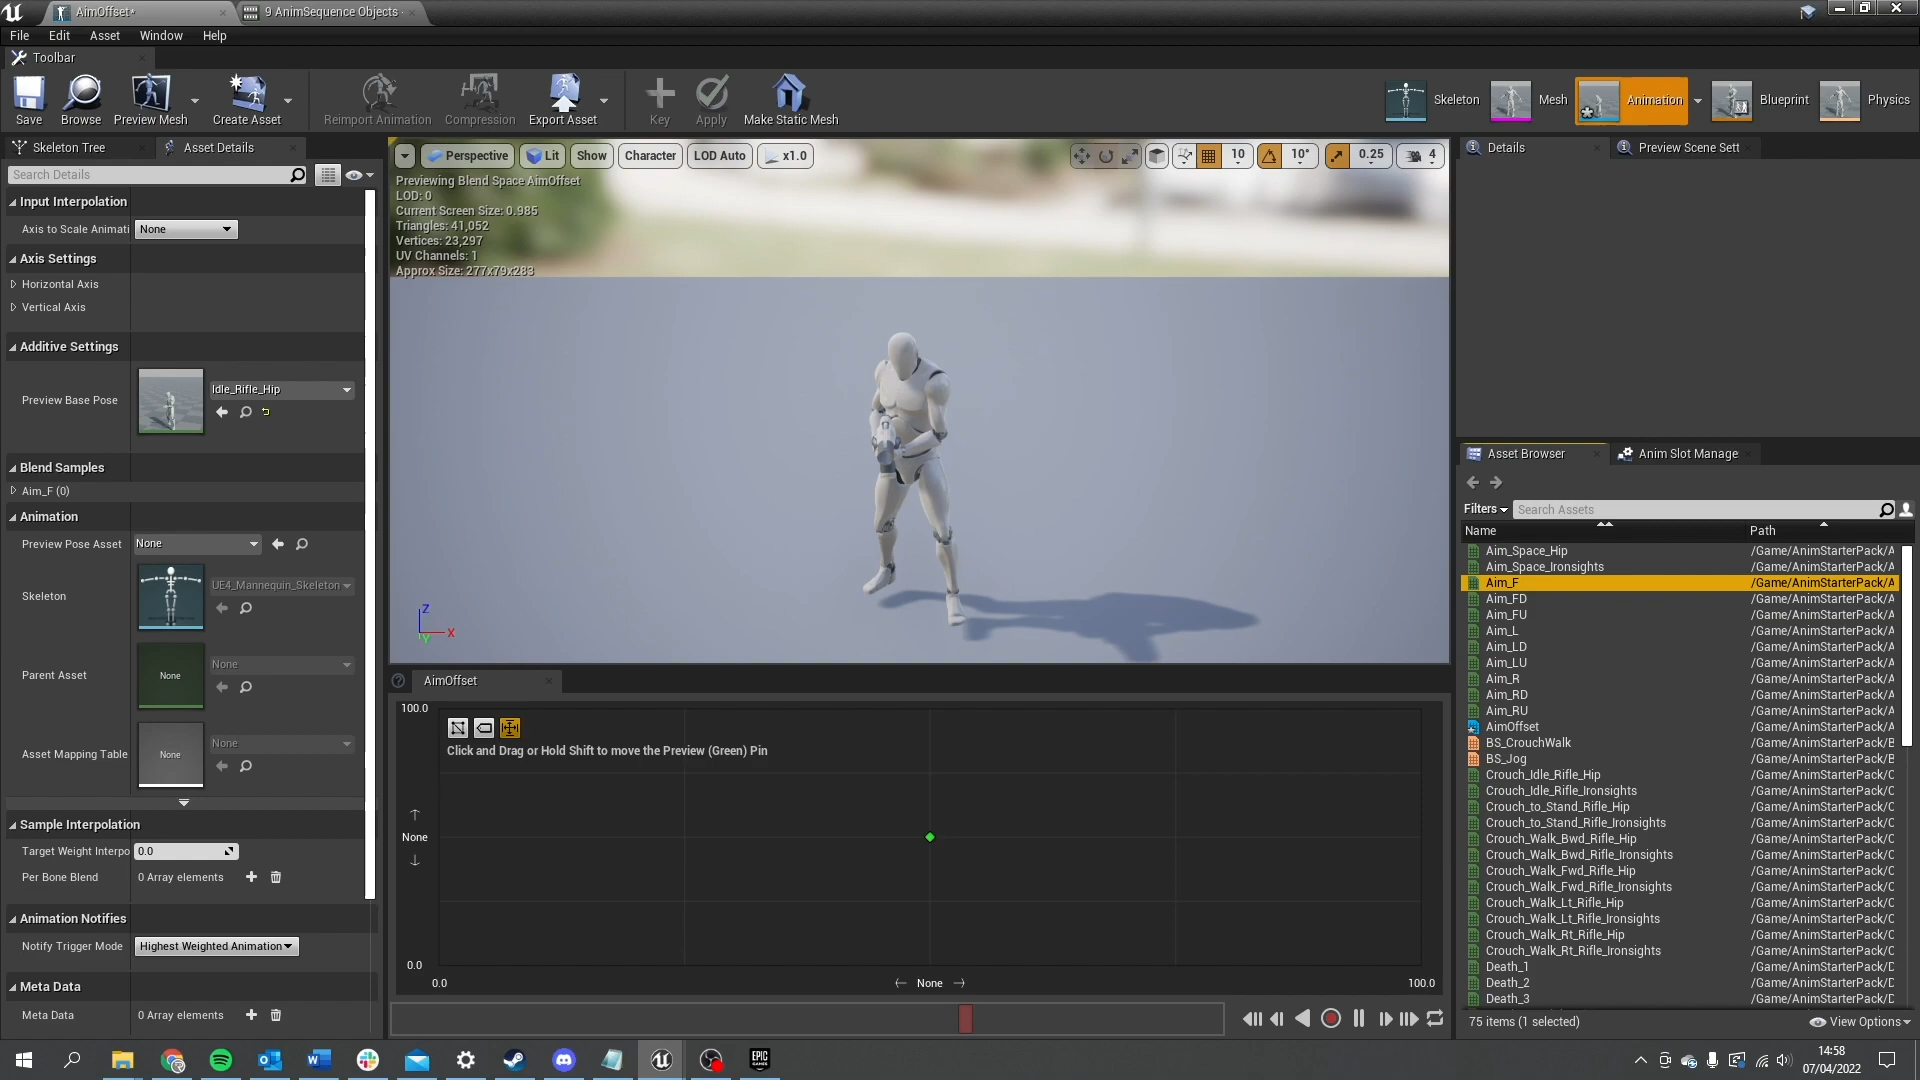 AimOffset*
9 AnimSequence Objects
File Edit Asset Window Help
Toolbar
Save
Browse
Preview Mesh
Create Asset
Reimport Animation
Compression
Export Asset
Key
Apply
Make Static Mesh
Skeleton
Mesh
Animation
Blueprint
Physics
Skeleton Tree
Asset Details
Search Details
Input Interpolation
Axis to Scale Animati
None
Axis Settings
Horizontal Axis
Vertical Axis
Additive Settings
Preview Base Pose
Idle_Rifle_Hip
Blend Samples
Aim_F (0)
Animation
Preview Pose Asset
None
Skeleton
UE4_Mannequin_Skeleton
Parent Asset
None
None
Asset Mapping Table
None
None
Sample Interpolation
Target Weight Interpo
0.0
Per Bone Blend
0 Array elements
Animation Notifies
Notify Trigger Mode
Highest Weighted Animation
Meta Data
Meta Data
0 Array elements
Perspective
Lit
Show
Character
LOD Auto
x1.0
10
10°
0.25
4
Previewing Blend Space AimOffset
LOD: 0
Current Screen Size: 0.985
Triangles: 41,052
Vertices: 23,297
UV Channels: 1
Approx Size: 277x79x283
Z
X
Y
AimOffset
100.0
Click and Drag or Hold Shift to move the Preview (Green) Pin
None
0.0
0.0
None
100.0
Details
Preview Scene Sett
Asset Browser
Anim Slot Manage
Filters
Search Assets
Name
Path
Aim_Space_Hip /Game/AnimStarterPack/A
Aim_Space_Ironsights /Game/AnimStarterPack/A
Aim_F /Game/AnimStarterPack/A
Aim_FD /Game/AnimStarterPack/A
Aim_FU /Game/AnimStarterPack/A
Aim_L /Game/AnimStarterPack/A
Aim_LD /Game/AnimStarterPack/A
Aim_LU /Game/AnimStarterPack/A
Aim_R /Game/AnimStarterPack/A
Aim_RD /Game/AnimStarterPack/A
Aim_RU /Game/AnimStarterPack/A
AimOffset /Game/AnimStarterPack/A
BS_CrouchWalk /Game/AnimStarterPack/B
BS_Jog /Game/AnimStarterPack/B
Crouch_Idle_Rifle_Hip /Game/AnimStarterPack/C
Crouch_Idle_Rifle_Ironsights /Game/AnimStarterPack/C
Crouch_to_Stand_Rifle_Hip /Game/AnimStarterPack/C
Crouch_to_Stand_Rifle_Ironsights /Game/AnimStarterPack/C
Crouch_Walk_Bwd_Rifle_Hip /Game/AnimStarterPack/C
Crouch_Walk_Bwd_Rifle_Ironsights /Game/AnimStarterPack/C
Crouch_Walk_Fwd_Rifle_Hip /Game/AnimStarterPack/C
Crouch_Walk_Fwd_Rifle_Ironsights /Game/AnimStarterPack/C
Crouch_Walk_Lt_Rifle_Hip /Game/AnimStarterPack/C
Crouch_Walk_Lt_Rifle_Ironsights /Game/AnimStarterPack/C
Crouch_Walk_Rt_Rifle_Hip /Game/AnimStarterPack/C
Crouch_Walk_Rt_Rifle_Ironsights /Game/AnimStarterPack/C
Death_1 /Game/AnimStarterPack/D
Death_2 /Game/AnimStarterPack/D
Death_3 /Game/AnimStarterPack/D
75 items (1 selected)
View Options
EPIC GAMES
14:58
07/04/2022